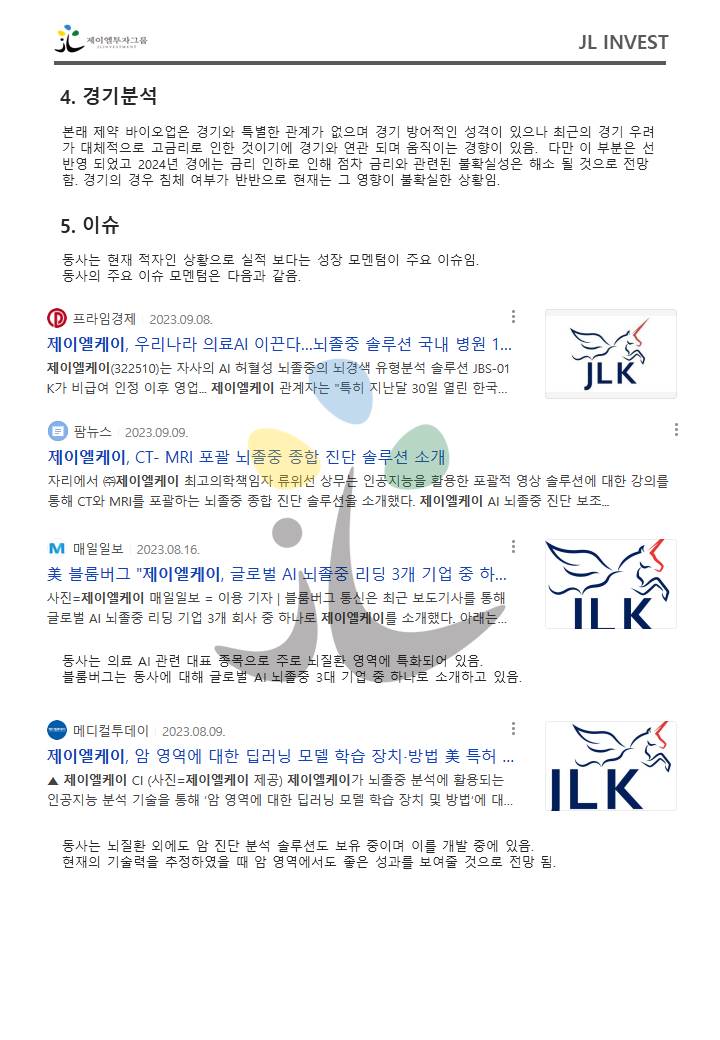 제이엘투자그룹
JL INVESTMENT
JL INVEST
4. 경기분석
본래 제약 바이오업은 경기와 특별한 관계가 없으며 경기 방어적인 성격이 있으나 최근의 경기 우려
가 대체적으로 고금리로 인한 것이기에 경기와 연관 되며 움직이는 경향이 있음. 다만 이 부분은 선
반영 되었고 2024년 경에는 금리 인하로 인해 점차 금리와 관련된 불확실성은 해소 될 것으로 전망
함. 경기의 경우 침체 여부가 반반으로 현재는 그 영향이 불확실한 상황임.
5. 이슈
동사는 현재 적자인 상황으로 실적 보다는 성장 모멘텀이 주요 이슈임.
동사의 주요 이슈 모멘텀은 다음과 같음.
프라임경제 2023.09.08.
제이엘케이, 우리나라 의료AI 이끈다...뇌졸중 솔루션 국내 병원 1...
제이엘케이(322510)는 자사의 AI 허혈성 뇌졸중의 뇌경색 유형분석 솔루션 JBS-01
K가 비급여 인정 이후 영업... 제이엘케이 관계자는 "특히 지난달 30일 열린 한국...
JLK
팜뉴스 2023.09.09.
제이엘케이, CT- MRI 포괄 뇌졸중 종합 진단 솔루션 소개
자리에서 ㈜제이엘케이 최고의학책임자 류위선 상무는 인공지능을 활용한 포괄적 영상 솔루션에 대한 강의를
통해 CT와 MRI를 포괄하는 뇌졸중 종합 진단 솔루션을 소개했다. 제이엘케이 AI 뇌졸중 진단 보조...
매일일보 2023.08.16.
美 블룸버그 "제이엘케이, 글로벌 AI 뇌졸중 리딩 3개 기업 중 하...
사진=제이엘케이 매일일보 = 이용 기자 | 블룸버그 통신은 최근 보도기사를 통해
글로벌 AI 뇌졸중 리딩 기업 3개 회사 중 하나로 제이엘케이를 소개했다. 아래는...
JLK
동사는 의료 AI 관련 대표 종목으로 주로 뇌질환 영역에 특화되어 있음.
블룸버그는 동사에 대해 글로벌 AI 뇌졸중 3대 기업 중 하나로 소개하고 있음.
메디컬투데이 2023.08.09.
제이엘케이, 암 영역에 대한 딥러닝 모델 학습 장치·방법 美 특허 ...
▲ 제이엘케이 CI (사진=제이엘케이 제공) 제이엘케이가 뇌졸중 분석에 활용되는
인공지능 분석 기술을 통해 '암 영역에 대한 딥러닝 모델 학습 장치 및 방법'에 대...
JLK
동사는 뇌질환 외에도 암 진단 분석 솔루션도 보유 중이며 이를 개발 중에 있음.
현재의 기술력을 추정하였을 때 암 영역에서도 좋은 성과를 보여줄 것으로 전망 됨.